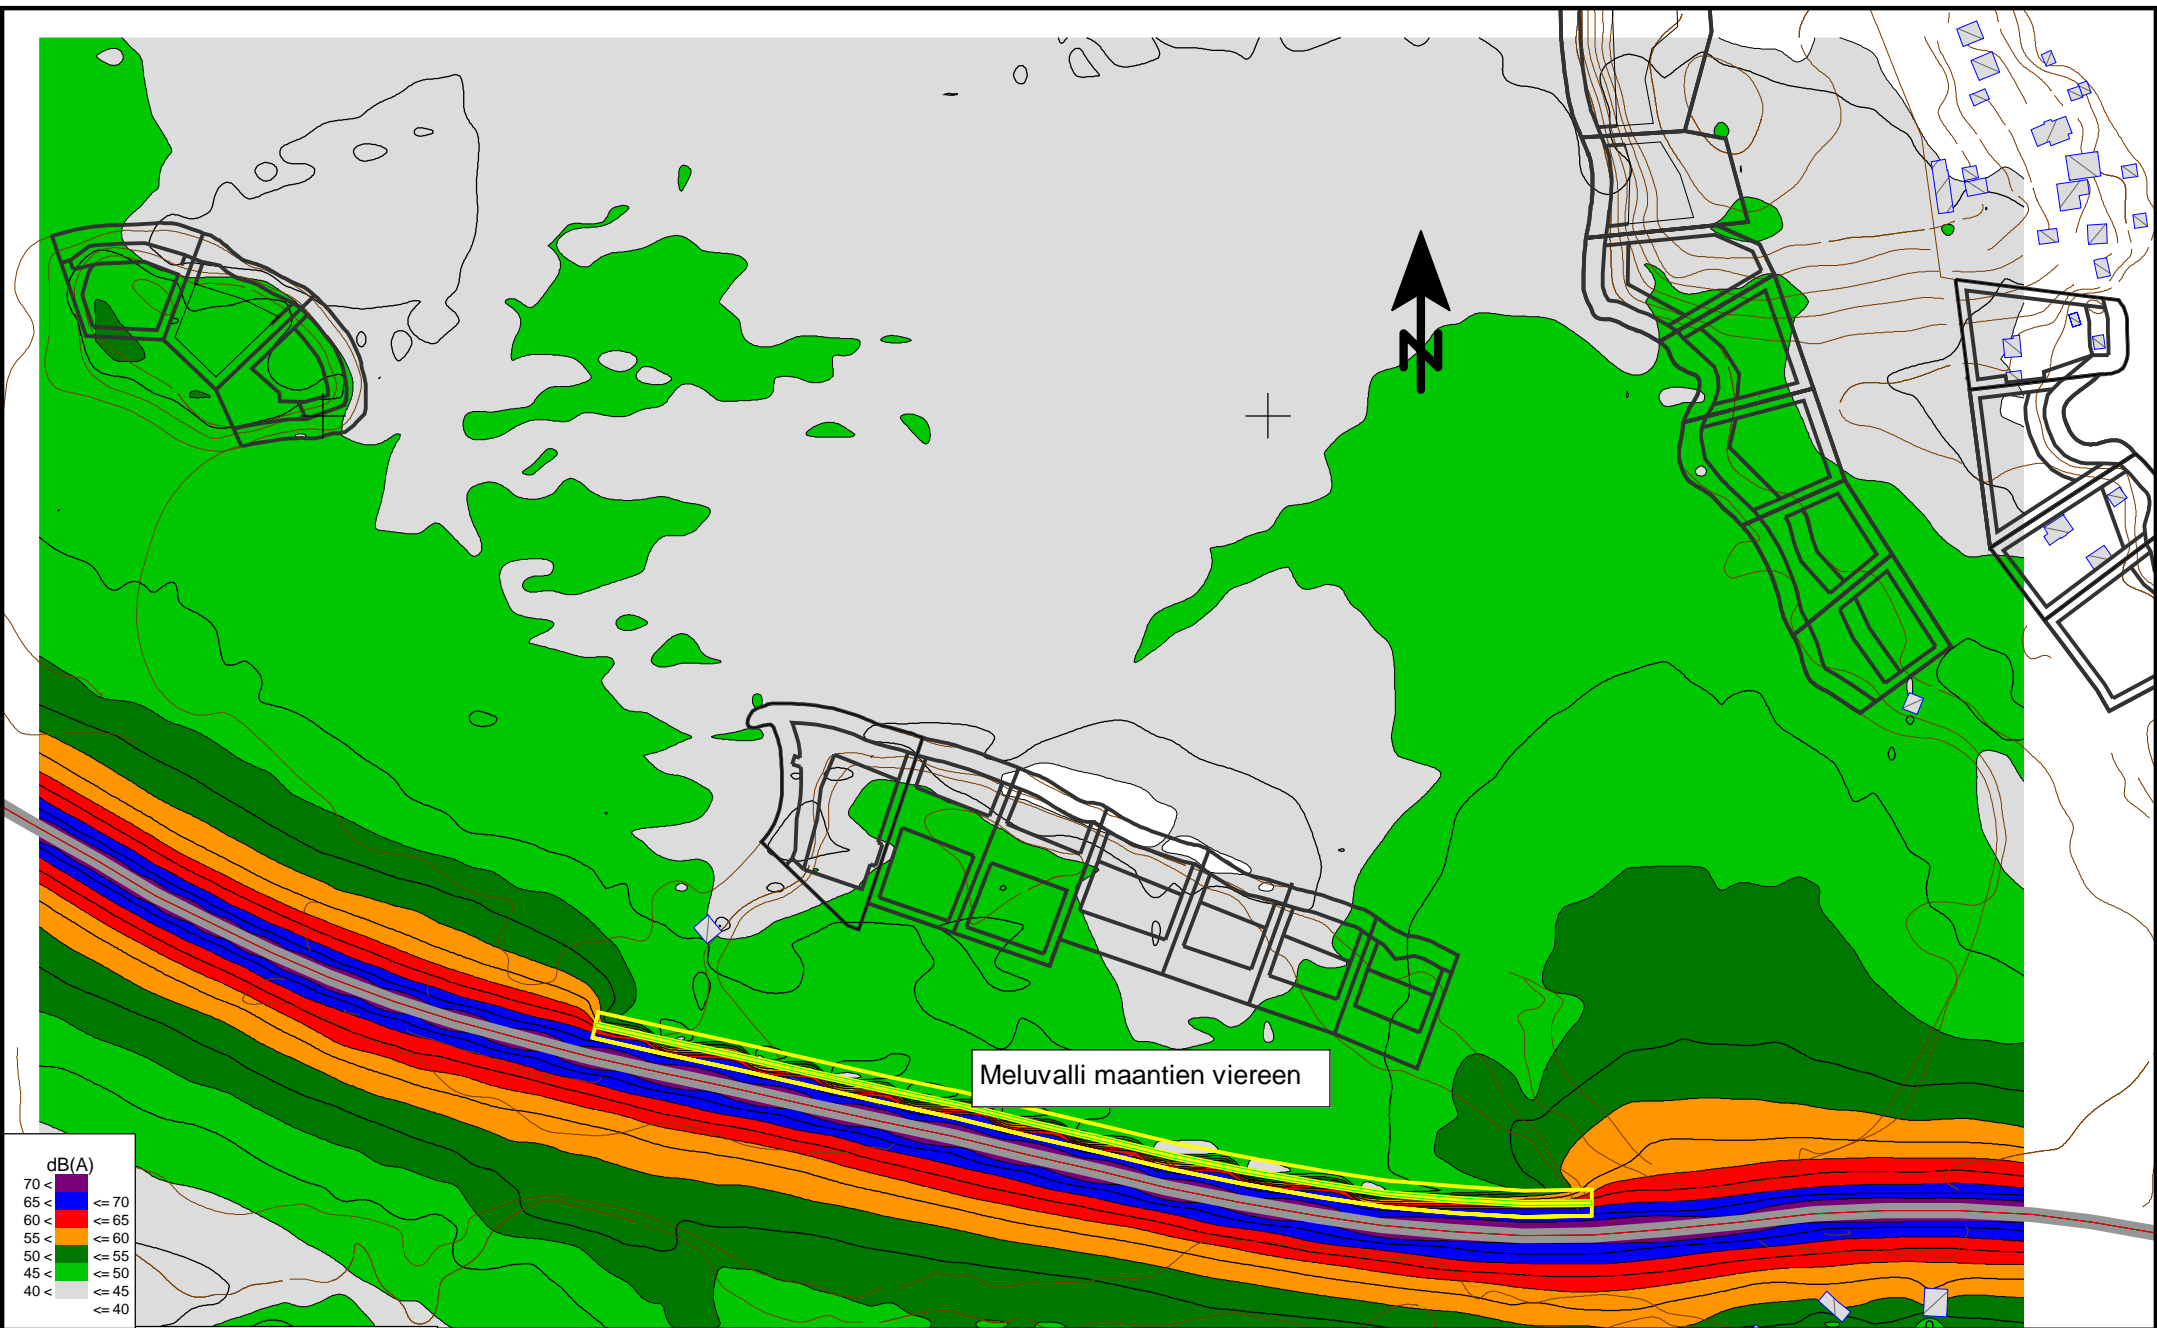 N
Meluvalli maantien viereen
dB(A)
70 <
65 < <= 70
60 < <= 65
55 < <= 60
50 < <= 55
45 < <= 50
40 < <= 45
<= 40